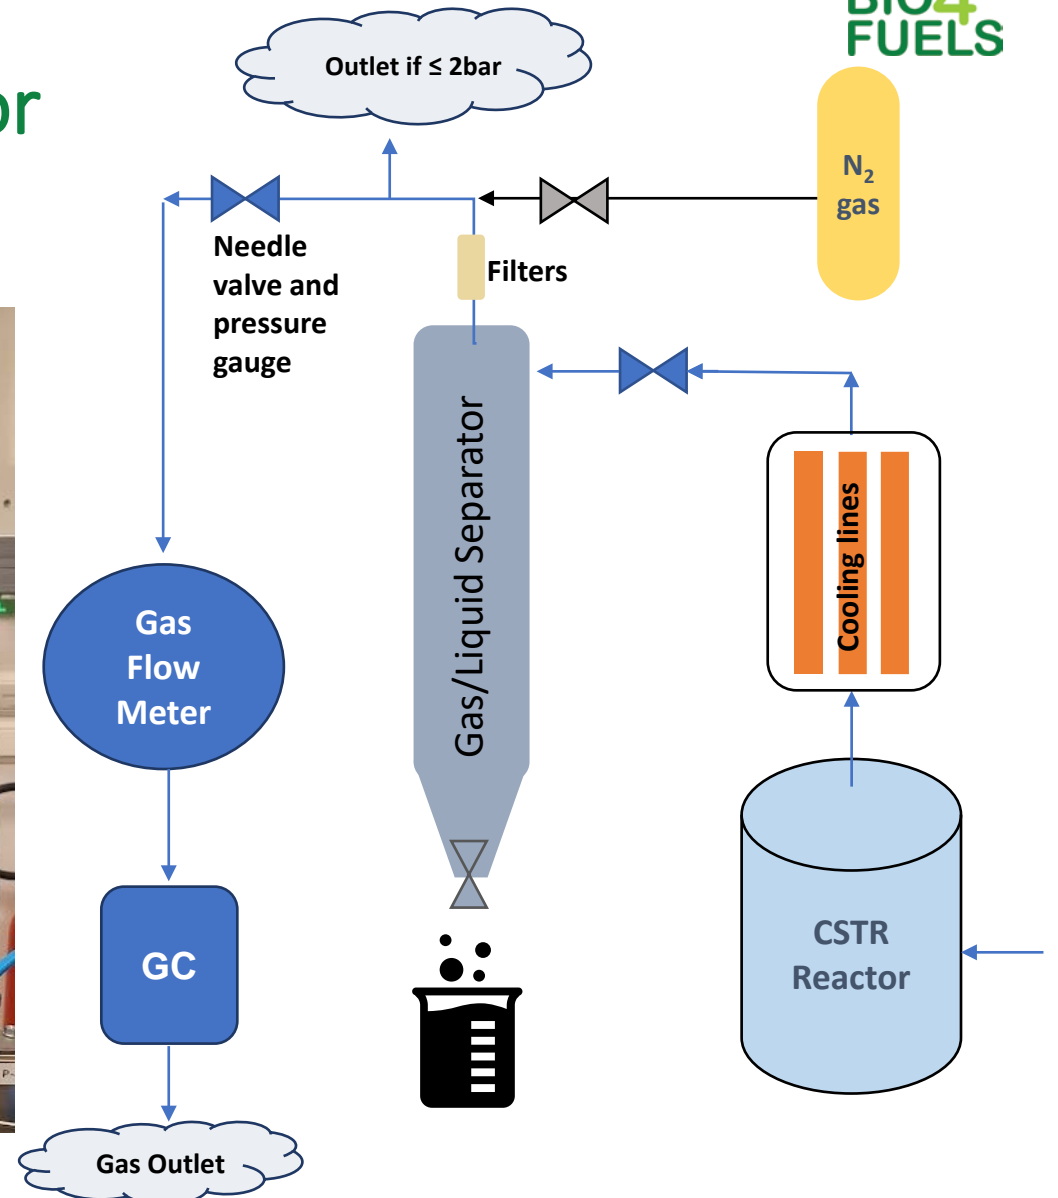 BIO4
FUELS
or
Outlet if ≤ 2bar
N2
gas
Needle
valve and
pressure
gauge
Filters
Gas/Liquid Separator
Cooling lines
Gas
Flow
Meter
CSTR
Reactor
GC
P-
Gas Outlet